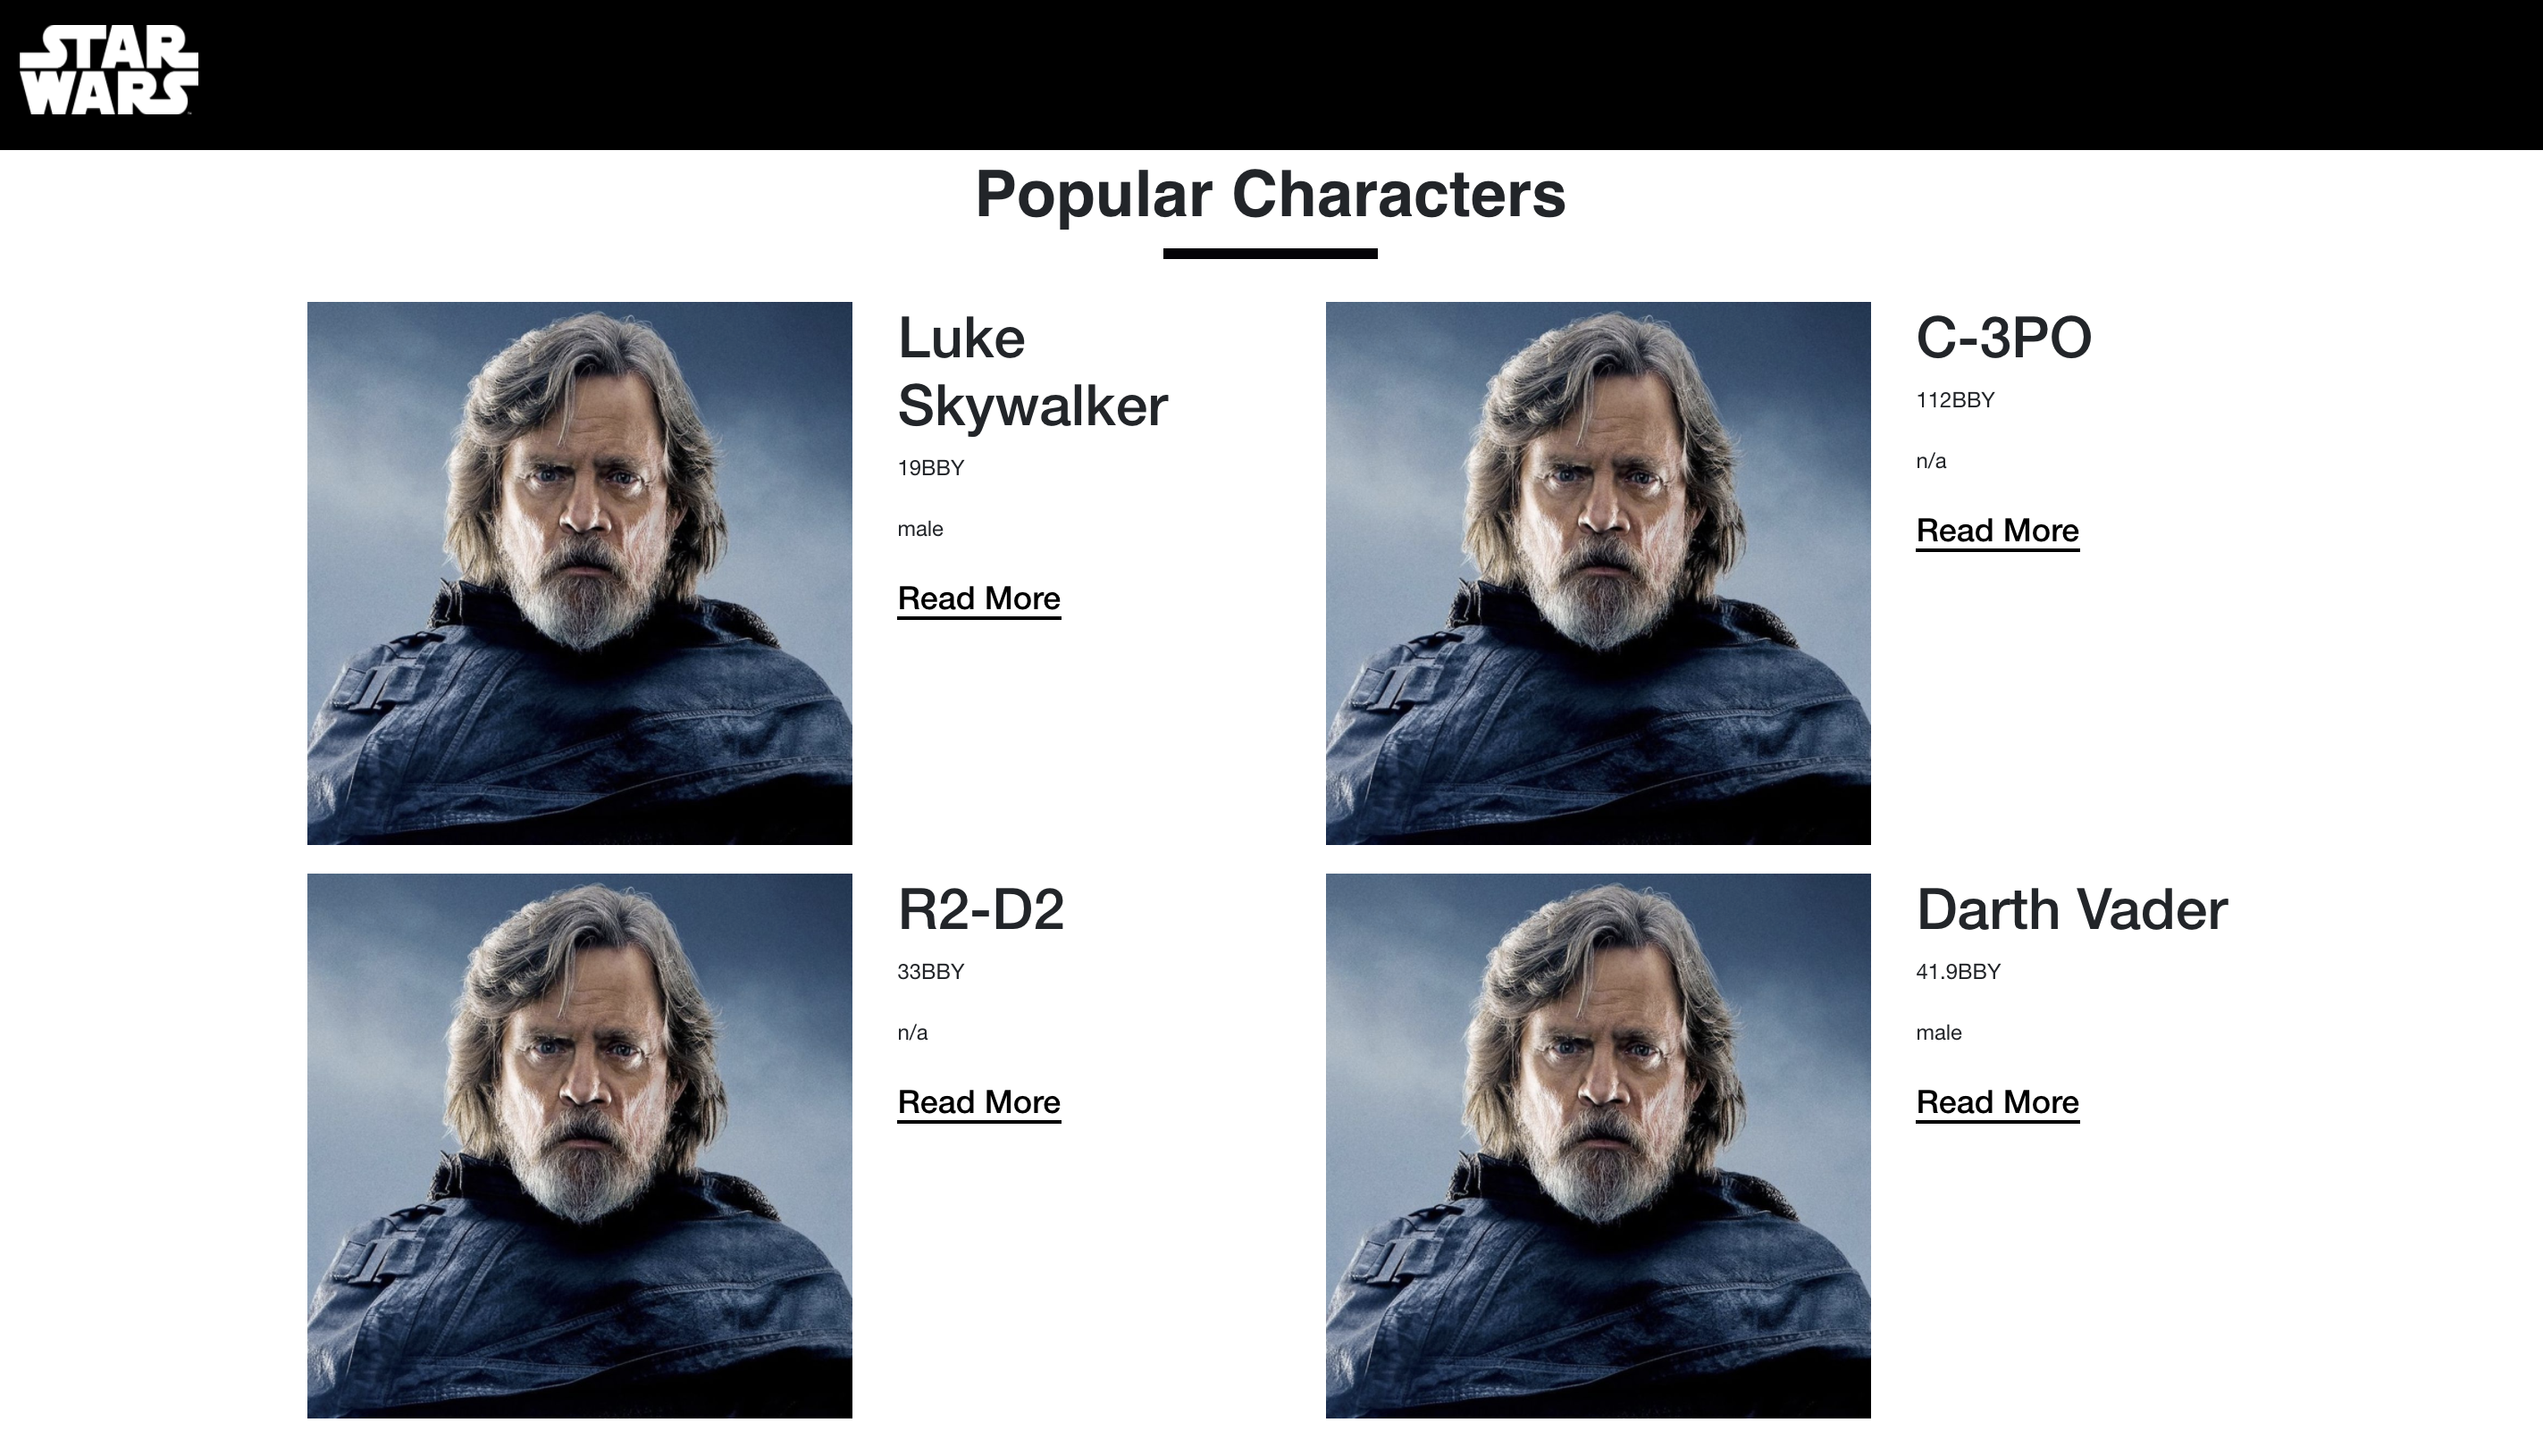 STAR
WARS
Popular Characters
Luke
Skywalker
19BBY
male
Read More
C-3PO
112BBY
n/a
Read More
R2-D2
33BBY
n/a
Read More
Darth Vader
41.9BBY
male
Read More